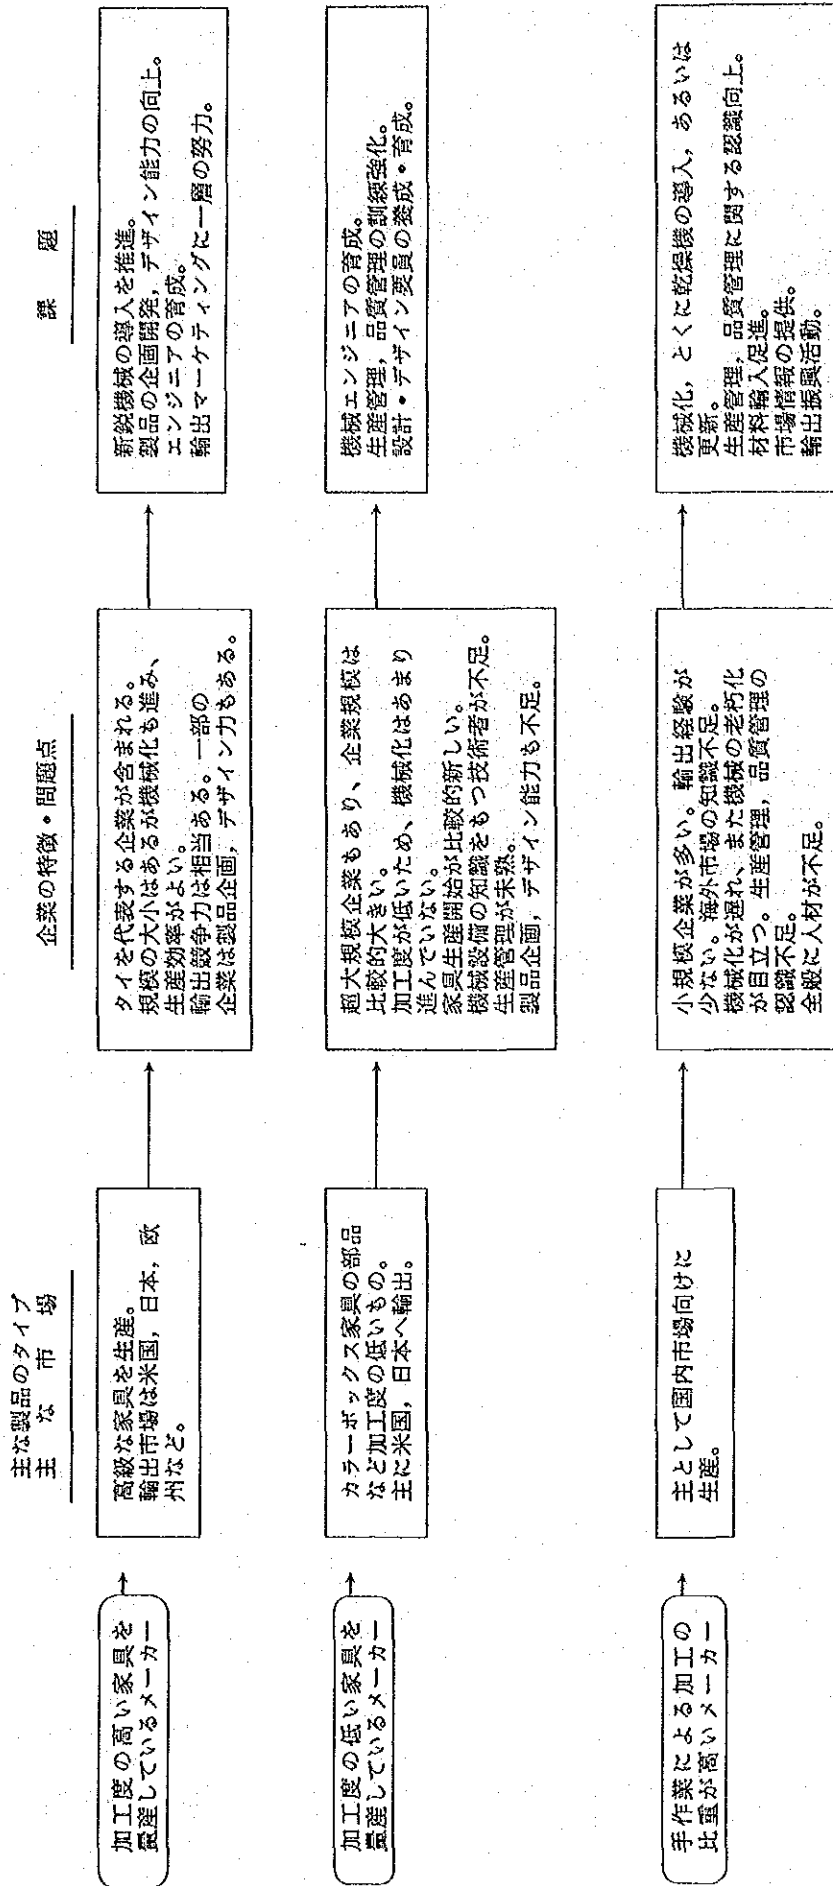 主な製品のタイプ
主な市場
企業の特徴・問題点
課題
加工度の高い家具を
量産しているメーカー
高級な家具を生産。
輸出市場は米国，日本，欧
州など。
タイを代表する企業が含まれる。
規模の大小はあるが機械化も進み、
生産効率がよい。
輸出競争力は相当ある。一部の
企業は製品企画，デザイン力もある。
新鋭機械の導入を推進。
製品の企画開発，デザイン能力の向上。
エンジニアの育成。
輸出マーケティングに一層の努力。
加工度の低い家具を
量産しているメーカー
カラーボックス家具の部品
など加工度の低いもの。
主に米国，日本へ輸出。
超大規模企業もあり、企業規模は
比較的大きい。
加工度が低いため、機械化はあまり
進んでいない。
家具生産開始が比較的新しい。
機械設備の知識をもつ技術者が不足。
生産管理が未熟。
製品企画，デザイン能力も不足。
機械エンジニアの育成。
生産管理，品質管理の訓練強化。
設計・デザイン要員の養成・育成。
手作業による加工の
比重が高いメーカー
主として国内市場向けに
生産。
小規模企業が多い。輸出経験が
少ない。海外市場の知識不足。
機械化が遅れ、また機械の老朽化
が目立つ。生産管理，品質管理の
認識不足。
全般に人材が不足。
機械化，とくに乾燥機の導入，あるいは
更新。
生産管理，品質管理に関する認識向上。
材料輸入促進。
市場情報の提供。
輸出振興活動。